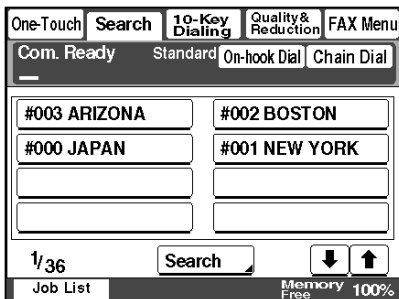 One-Touch Search 10-Key Dialing Quality & Reduction FAX Menu
Com. Ready Standard On-hook Dial Chain Dial
#003 ARIZONA #002 BOSTON
#000 JAPAN #001 NEW YORK
1/36 Search
Job List Memory Free 100%